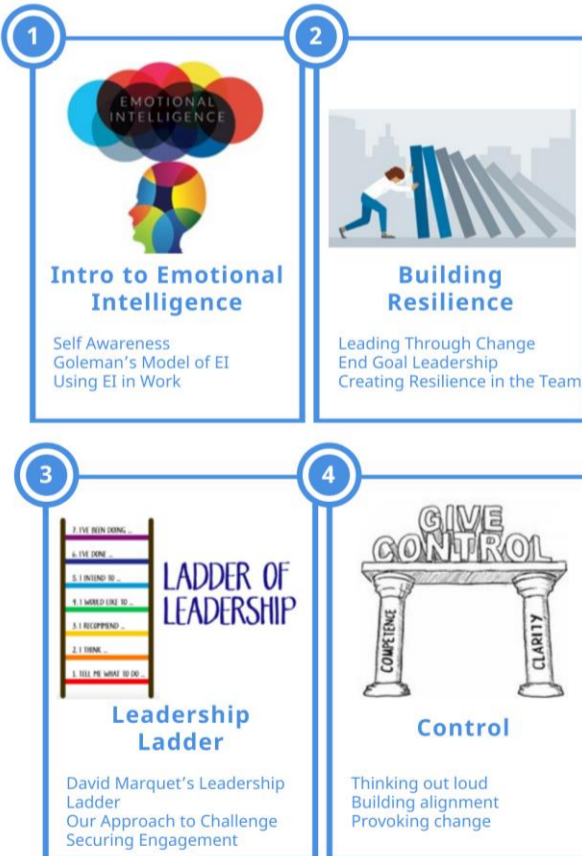 1
EMOTIONAL
INTELLIGENCE
Intro to Emotional
Intelligence
Self Awareness
Goleman's Model of EI
Using EI in Work
2
Building
Resilience
Leading Through Change
End Goal Leadership
Creating Resilience in the Team
3
7. I'VE BEEN DOING ...
6. I'VE DONE ...
5. I INTEND TO ...
4. I WOULD LIKE TO ...
3. I RECOMMEND ...
2. I THINK ...
1. TELL ME WHAT TO DO ...
LADDER OF
LEADERSHIP
Leadership
Ladder
David Marquet's Leadership
Ladder
Our Approach to Challenge
Securing Engagement
4
GIVE
CONTROL
COMPETENCE
CLARITY
Control
Thinking out loud
Building alignment
Provoking change